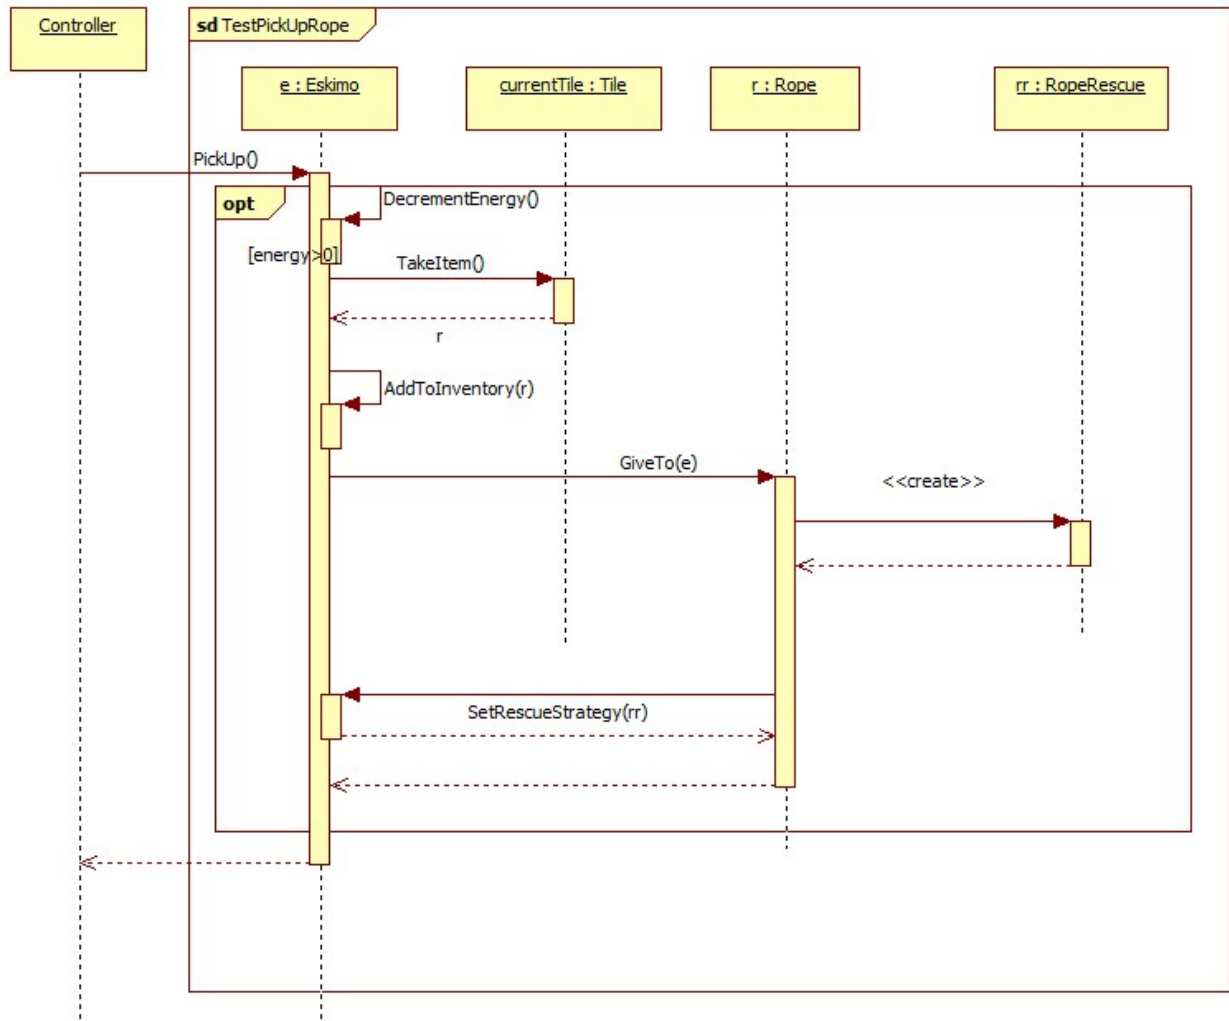 Controller
sd TestPickUpRope
e : Eskimo
currentTile : Tile
r : Rope
rr : RopeRescue
PickUp()
opt
DecrementEnergy()
[energy>0]
TakeItem()
r
AddToInventory(r)
GiveTo(e)
<<create>>
SetRescueStrategy(rr)